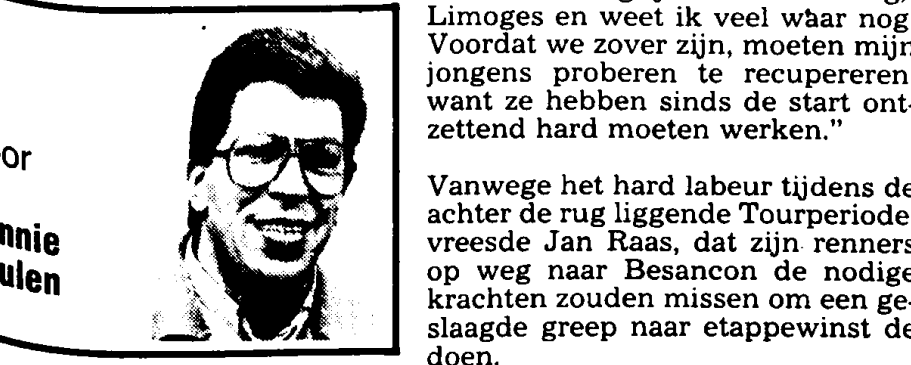 or
nnie
ulen
Limoges en weet ik veel waar nog
Voordat we zover zijn, moeten mijn
jongens proberen te recupereren
want ze hebben sinds de start ont-
zettend hard moeten werken.”
Vanwege het hard labeur tijdens de
achter de rug liggende Tourperiode
vreesde Jan Raas, dat zijn renners
op weg naar Besancon de nodige
krachten zouden missen om een ge-
slaagde greep naar etappewinst de
doen.